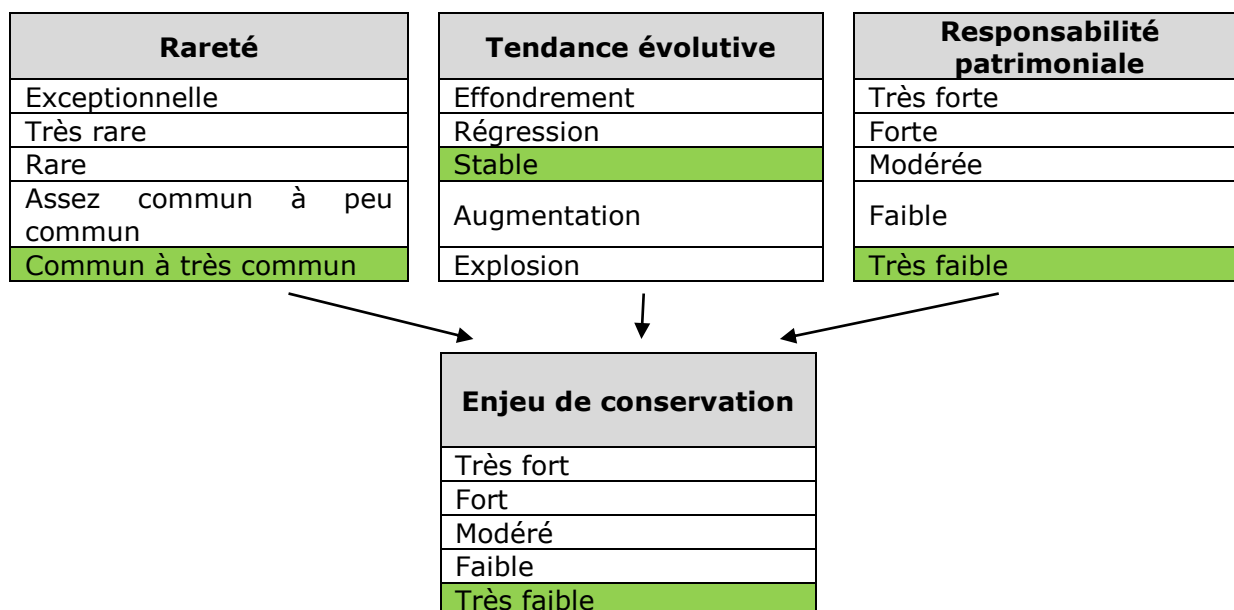 Rareté
Exceptionnelle
Très rare
Rare
Assez commun à peu
commun
Commun à très commun
Tendance évolutive
Effondrement
Régression
Stable
Augmentation
Explosion
Responsabilité
patrimoniale
Très forte
Forte
Modérée
Faible
Très faible
Enjeu de conservation
Très fort
Fort
Modéré
Faible
Très faible